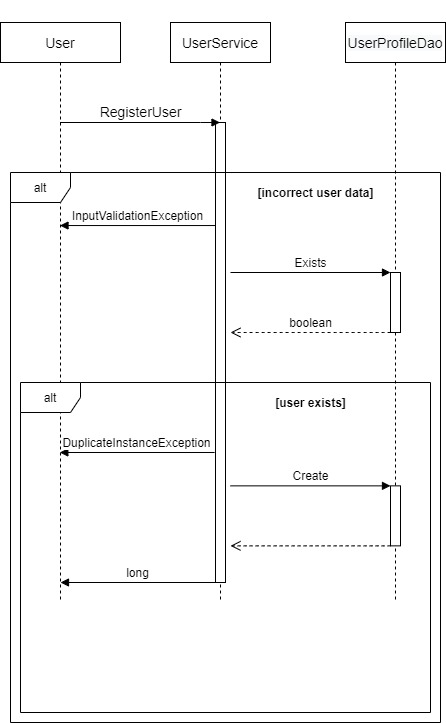 User
UserService
UserProfileDao
RegisterUser
alt
[incorrect user data]
InputValidationException
Exists
boolean
alt
[user exists]
DuplicateInstanceException
Create
long